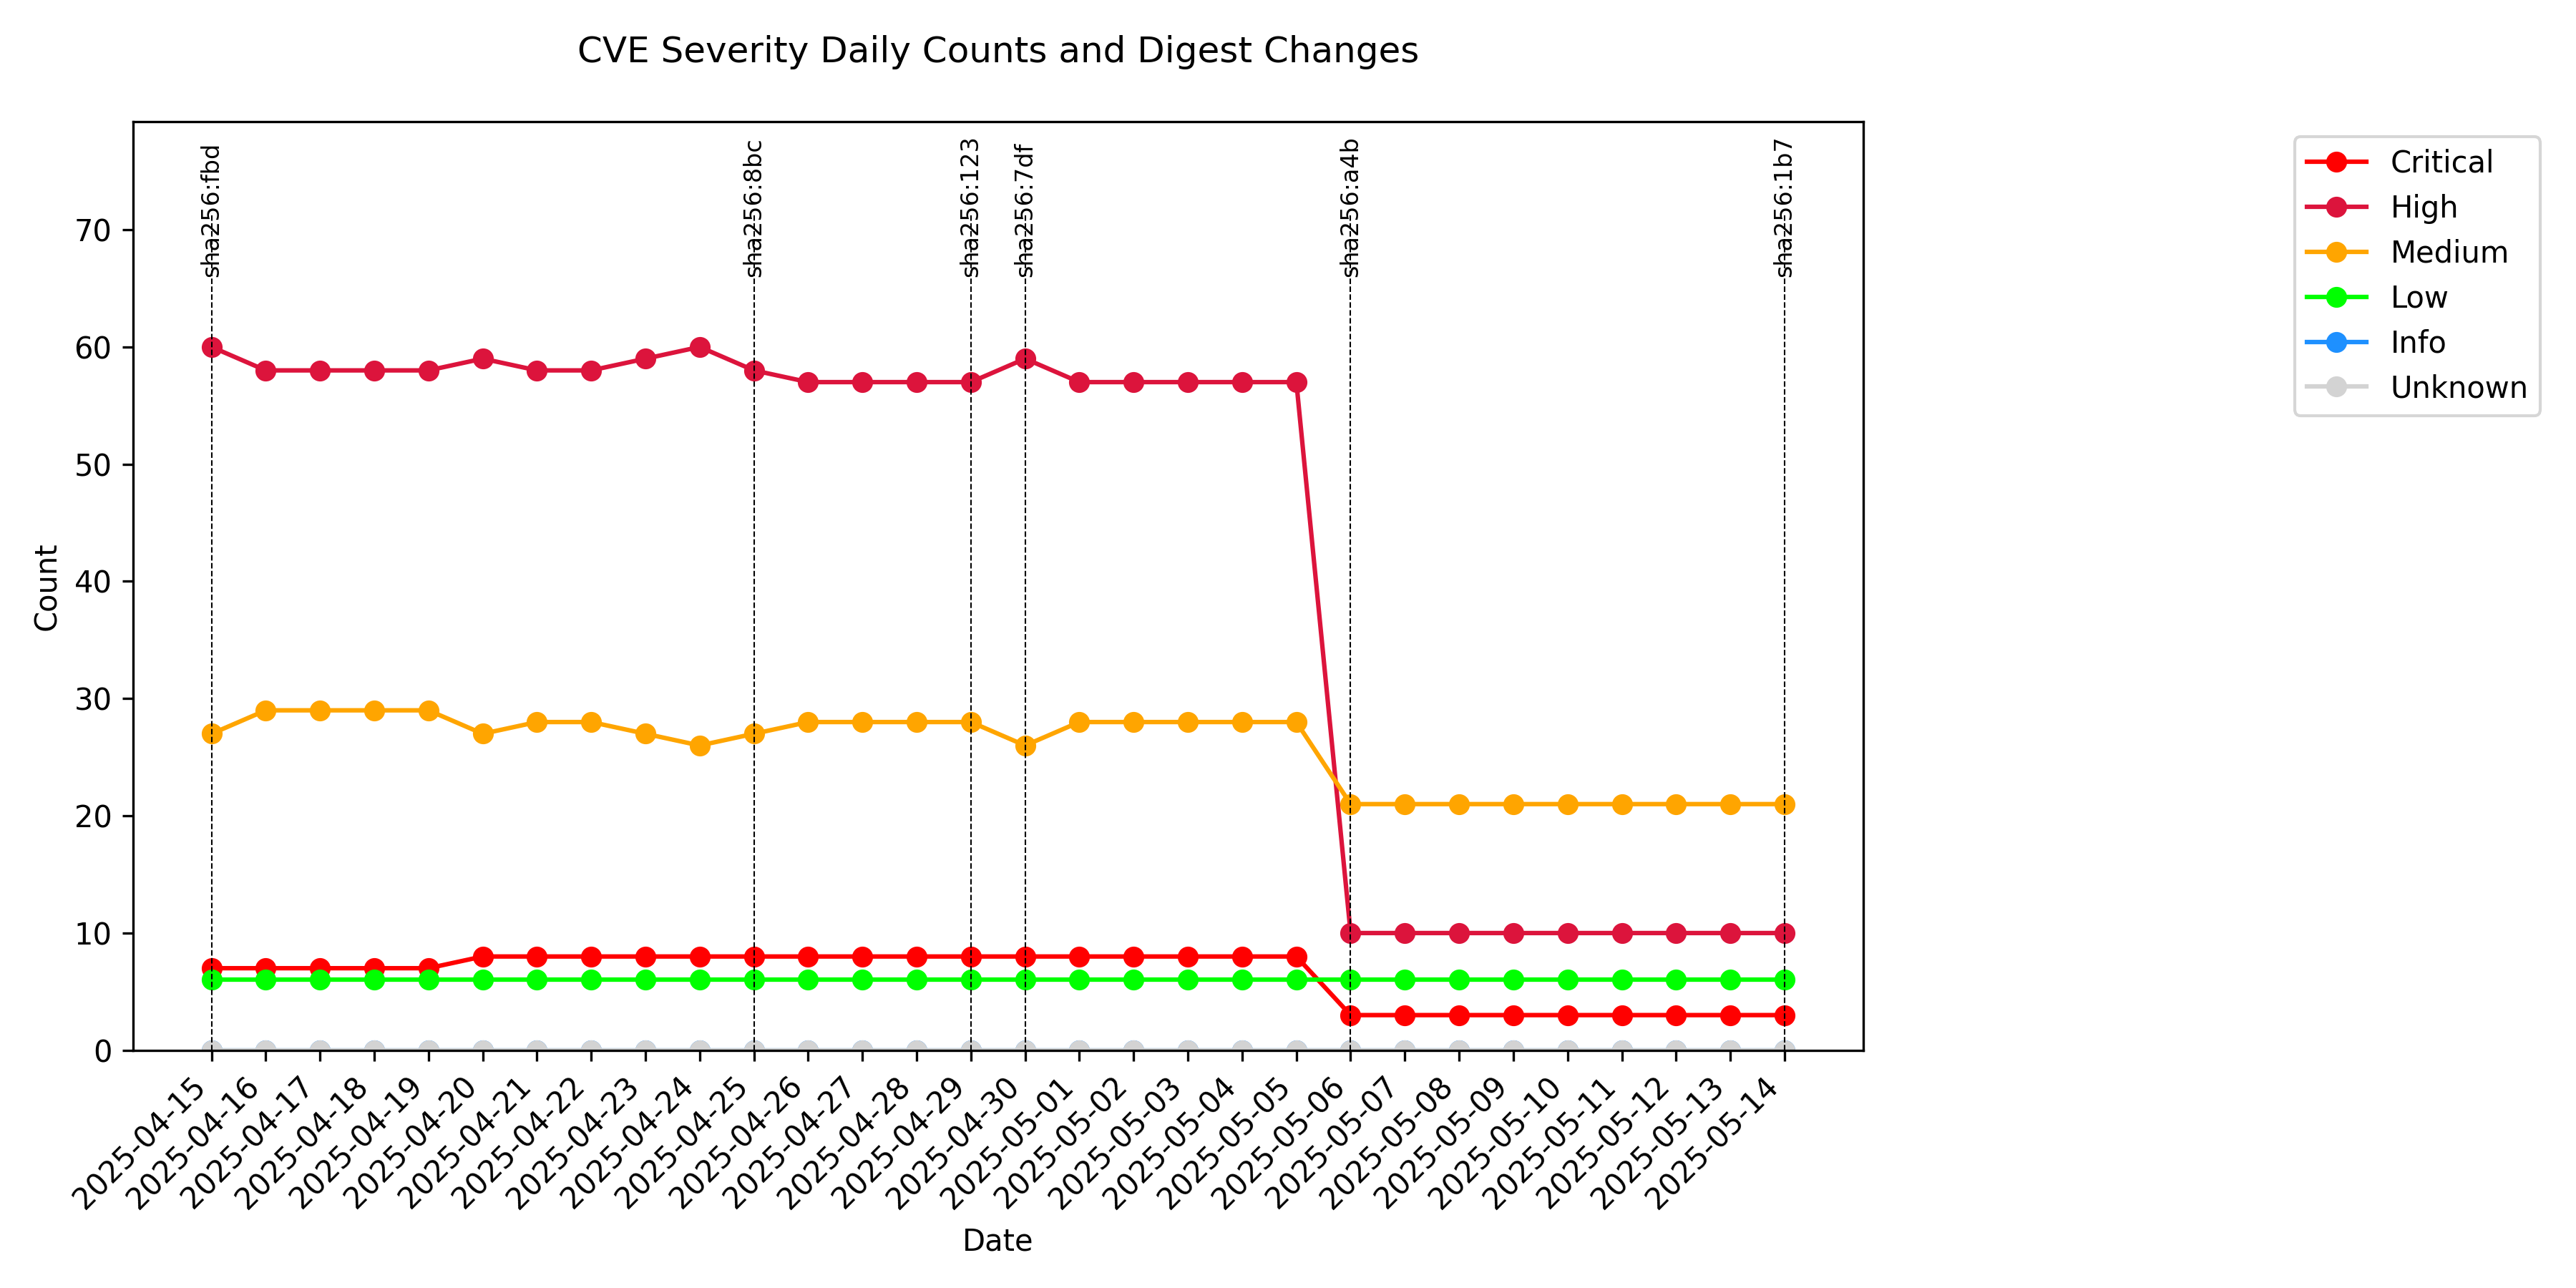 CVE Severity Daily Counts and Digest Changes
sha256:fbd
sha256:8bc
sha256:123
sha256:7df
sha256:a4b
sha256:1b7
Critical
High
Medium
Low
Info
Unknown
Count
70
60
50
40
30
20
10
0
2025-04-15
2025-04-16
2025-04-17
2025-04-18
2025-04-19
2025-04-20
2025-04-21
2025-04-22
2025-04-23
2025-04-24
2025-04-25
2025-04-26
2025-04-27
2025-04-28
2025-04-29
2025-04-30
2025-05-01
2025-05-02
2025-05-03
2025-05-04
2025-05-05
2025-05-06
2025-05-07
2025-05-08
2025-05-09
2025-05-10
2025-05-11
2025-05-12
2025-05-13
2025-05-14
Date